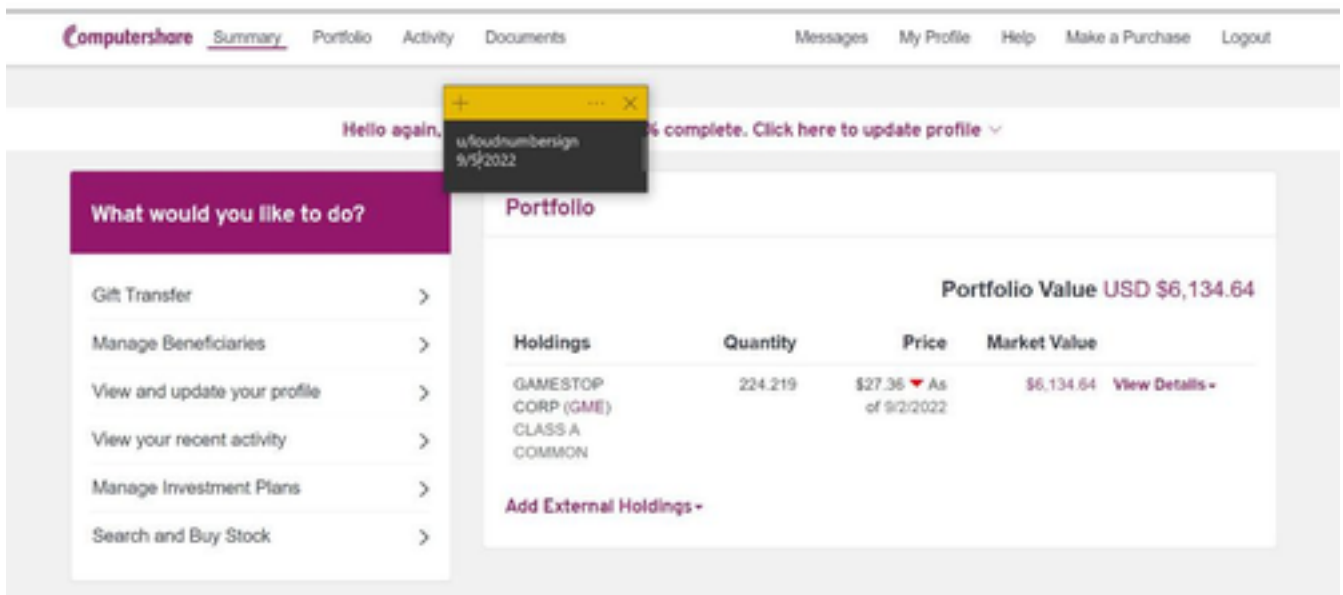 Computershare Summary Portfolio Activity Documents Messages My Profile Help Make a Purchase Logout
u/loudnumbersign
9/5/2022
Hello again, % complete. Click here to update profile
What would you like to do?
Gift Transfer
Manage Beneficiaries
View and update your profile
View your recent activity
Manage Investment Plans
Search and Buy Stock
Portfolio
Portfolio Value USD $6,134.64
Holdings Quantity Price Market Value
GAMESTOP 224.219 $27.36 ▼ As $6,134.64 View Details
CORP (GME) of 9/2/2022
CLASS A
COMMON
Add External Holdings